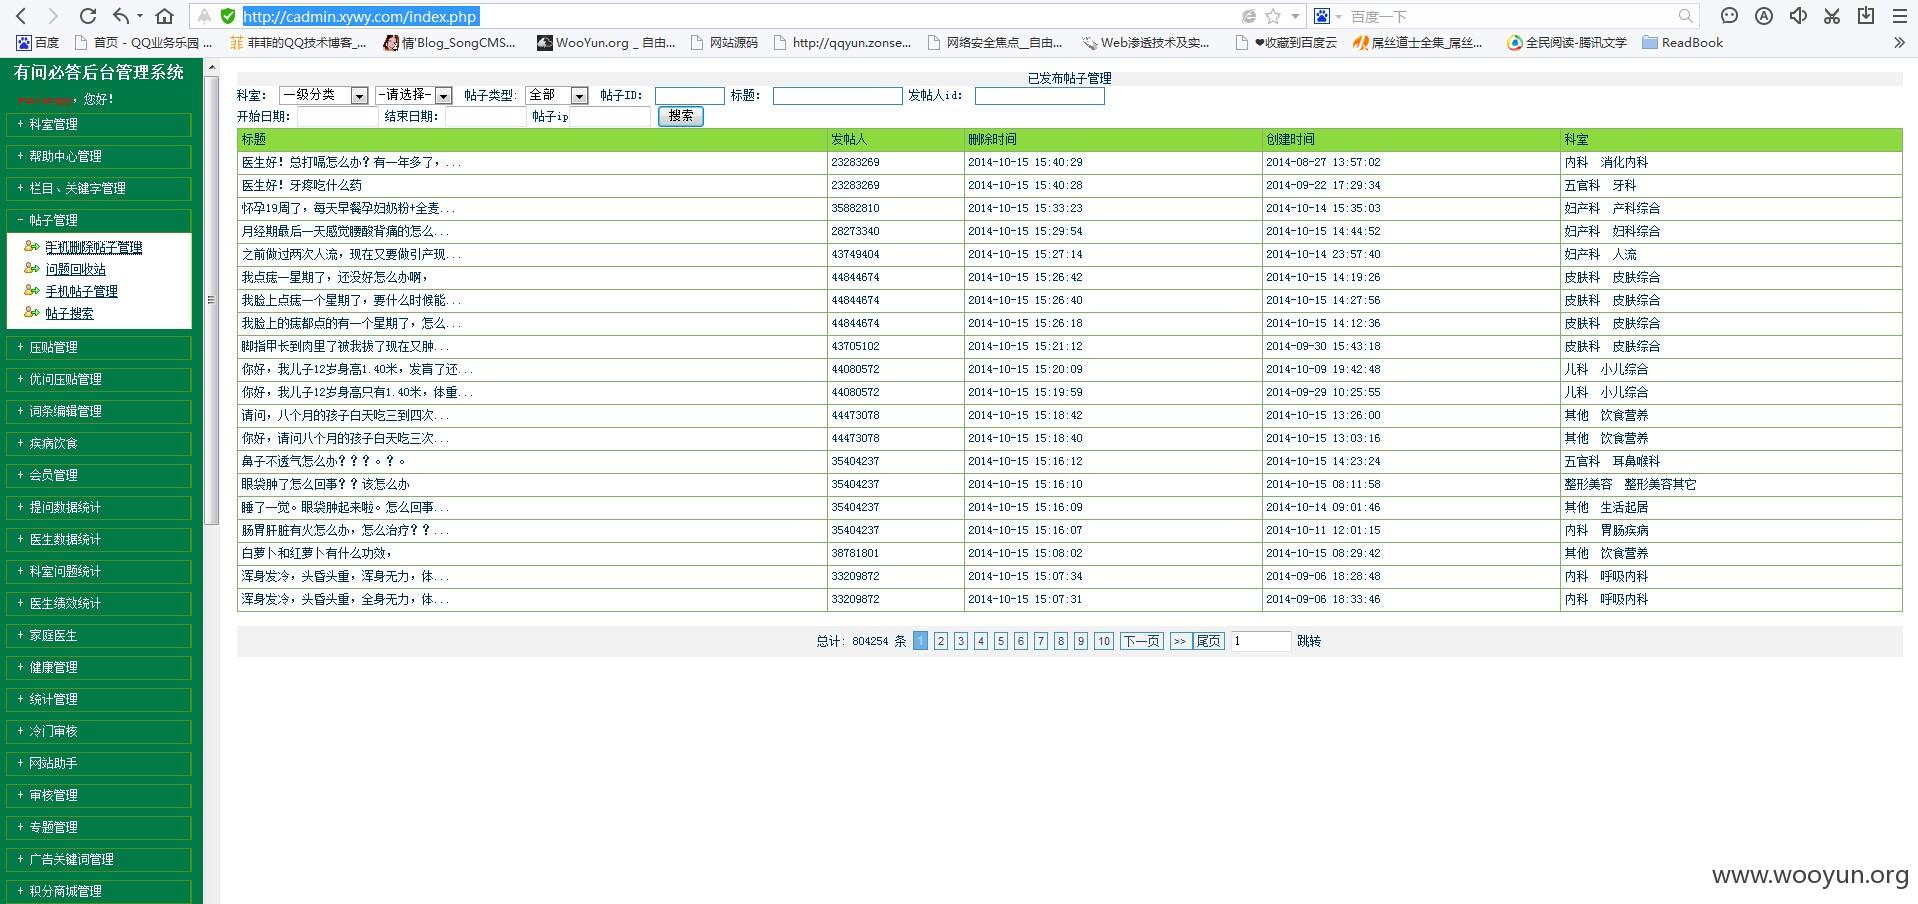 http://cadmin.xywy.com/index.php
百度一下
百度 首页 - QQ业务乐园 ... 菲菲的QQ技术博客_... 情'Blog_SongCMS... WooYun.org _ 自由... 网站源码 http://qqyun.zonse... 网络安全焦点__自由... Web渗透技术及实... ❤收藏到百度云 屌丝道士全集_屌丝... 全民阅读-腾讯文学 ReadBook
有问必答后台管理系统
，您好！
+ 科室管理
+ 帮助中心管理
+ 栏目、关键字管理
- 帖子管理
手机删除帖子管理
问题回收站
手机帖子管理
帖子搜索
+ 压贴管理
+ 优问压贴管理
+ 词条编辑管理
+ 疾病饮食
+ 会员管理
+ 提问数据统计
+ 医生数据统计
+ 科室问题统计
+ 医生绩效统计
+ 家庭医生
+ 健康管理
+ 统计管理
+ 冷门审核
+ 网站助手
+ 审核管理
+ 专题管理
+ 广告关键词管理
+ 积分商城管理
已发布帖子管理
科室： 一级分类 -请选择- 帖子类型: 全部 帖子ID: 标题: 发帖人id:
开始日期: 结束日期: 帖子ip 搜索
标题 发帖人 删除时间 创建时间 科室
医生好！总打嗝怎么办？有一年多了，... 23283269 2014-10-15 15:40:29 2014-08-27 13:57:02 内科 消化内科
医生好！牙疼吃什么药 23283269 2014-10-15 15:40:28 2014-09-22 17:29:34 五官科 牙科
怀孕19周了，每天早餐孕妇奶粉+全麦... 35882810 2014-10-15 15:33:23 2014-10-14 15:35:03 妇产科 产科综合
月经期最后一天感觉腰酸背痛的怎么... 28273340 2014-10-15 15:29:54 2014-10-15 14:44:52 妇产科 妇科综合
之前做过两次人流，现在又要做引产现... 43749404 2014-10-15 15:27:14 2014-10-14 23:57:40 妇产科 人流
我点痣一星期了，还没好怎么办啊， 44844674 2014-10-15 15:26:42 2014-10-15 14:19:26 皮肤科 皮肤综合
我脸上点痣一个星期了，要什么时候能... 44844674 2014-10-15 15:26:40 2014-10-15 14:27:56 皮肤科 皮肤综合
我脸上的痣都点的有一个星期了，怎么... 44844674 2014-10-15 15:26:18 2014-10-15 14:12:36 皮肤科 皮肤综合
脚指甲长到肉里了被我拔了现在又肿... 43705102 2014-10-15 15:21:12 2014-09-30 15:43:18 皮肤科 皮肤综合
你好，我儿子12岁身高1.40米，发育了还... 44080572 2014-10-15 15:20:09 2014-10-09 19:42:48 儿科 小儿综合
你好，我儿子12岁身高只有1.40米，体重... 44080572 2014-10-15 15:19:59 2014-09-29 10:25:55 儿科 小儿综合
请问，八个月的孩子白天吃三到四次... 44473078 2014-10-15 15:18:42 2014-10-15 13:26:00 其他 饮食营养
你好，请问八个月的孩子白天吃三次... 44473078 2014-10-15 15:18:40 2014-10-15 13:03:16 其他 饮食营养
鼻子不透气怎么办？？？。？。 35404237 2014-10-15 15:16:12 2014-10-15 14:23:24 五官科 耳鼻喉科
眼袋肿了怎么回事？？该怎么办 35404237 2014-10-15 15:16:10 2014-10-15 08:11:58 整形美容 整形美容其它
睡了一觉。眼袋肿起来啦。怎么回事... 35404237 2014-10-15 15:16:09 2014-10-14 09:01:46 其他 生活起居
肠胃肝脏有火怎么办，怎么治疗？？... 35404237 2014-10-15 15:16:07 2014-10-11 12:01:15 内科 胃肠疾病
白萝卜和红萝卜有什么功效， 38781801 2014-10-15 15:08:02 2014-10-15 08:29:42 其他 饮食营养
浑身发冷，头昏头重，浑身无力，体... 33209872 2014-10-15 15:07:34 2014-09-06 18:28:48 内科 呼吸内科
浑身发冷，头昏头重，全身无力，体... 33209872 2014-10-15 15:07:31 2014-09-06 18:33:46 内科 呼吸内科
总计: 804254 条 1 2 3 4 5 6 7 8 9 10 下一页 >> 尾页 1 跳转
www.wooyun.org